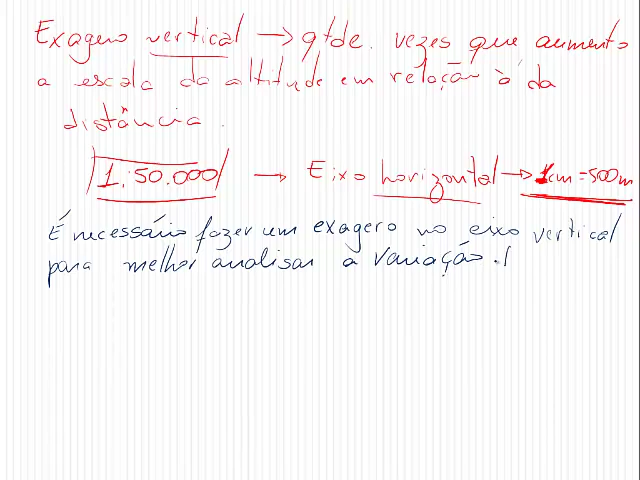 Exagero vertical → qtde. vezes que aumento
a escala da altitude em relação à da
distância.
1:50.000 → Eixo horizontal → 1cm = 500m
É necessário fazer um exagero no eixo vertical
para melhor analisar a variação.!